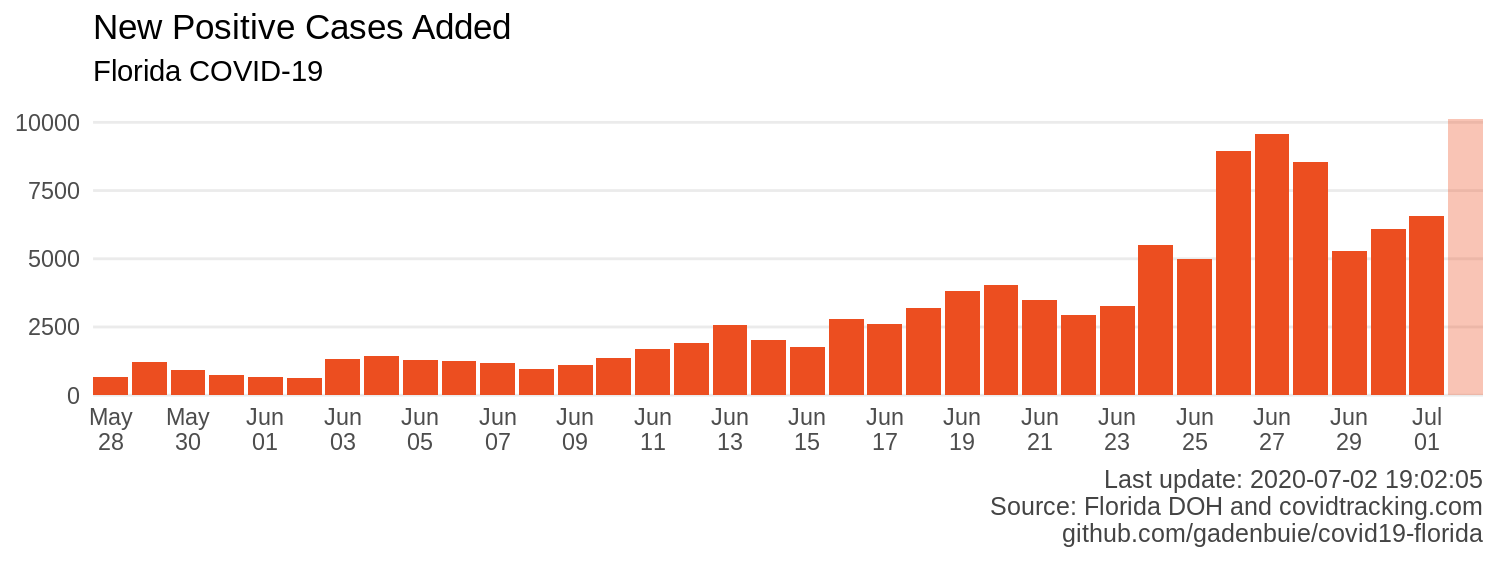 New Positive Cases Added
Florida COVID-19
10000
7500
5000
2500
0
May May Jun Jun Jun Jun Jun Jun Jun Jun Jun Jun Jun Jun Jun Jun Jun Jul
28 30 01 03 05 07 09 11 13 15 17 19 21 23 25 27 29 01
Last update: 2020-07-02 19:02:05
Source: Florida DOH and covidtracking.com
github.com/gadenbuie/covid19-florida